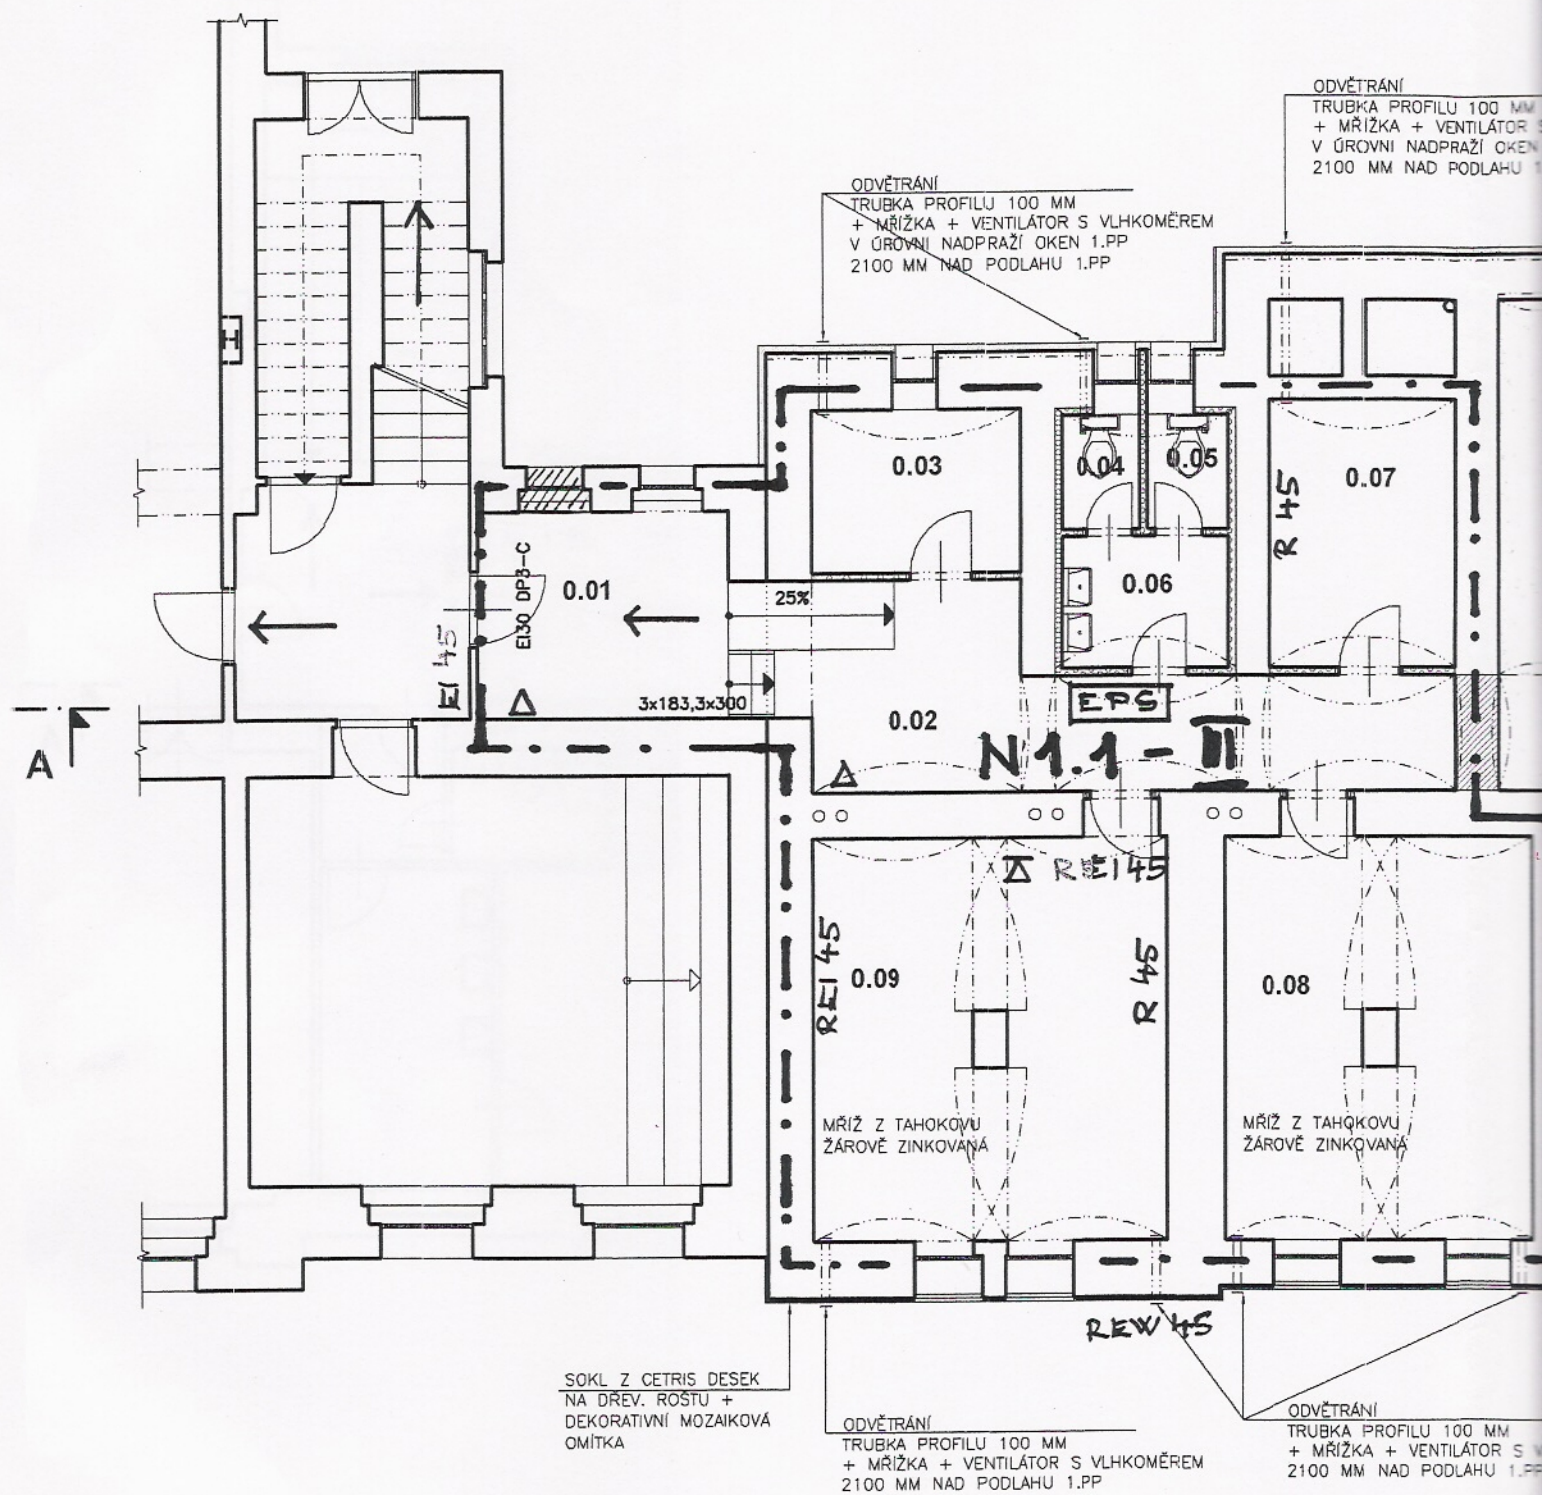 ODVĚTRÁNÍ
TRUBKA PROFILU 100 MM
+ MŘÍŽKA + VENTILÁTOR
V ÚROVNI NADPRAŽÍ OKEN
2100 MM NAD PODLAHU
ODVĚTRÁNÍ
TRUBKA PROFILU 100 MM
+ MŘÍŽKA + VENTILÁTOR S VLHKOMĚREM
V ÚROVNI NADPRAŽÍ OKEN 1.PP
2100 MM NAD PODLAHU 1.PP
H
0.03
0.04
0.05
0.07
R 45
0.01
EI30 DP3-C
EI 45
25%
0.06
3x183,3x300
0.02
EPS
N1.1 - II
A
REI 45
REI 45
R 45
0.09
0.08
MŘÍŽ Z TAHOKOVU
ŽÁROVĚ ZINKOVANÁ
MŘÍŽ Z TAHOKOVU
ŽÁROVĚ ZINKOVANÁ
REW 45
SOKL Z CETRIS DESEK
NA DŘEV. ROŠTU +
DEKORATIVNÍ MOZAIKOVÁ
OMÍTKA
ODVĚTRÁNÍ
TRUBKA PROFILU 100 MM
+ MŘÍŽKA + VENTILÁTOR S VLHKOMĚREM
2100 MM NAD PODLAHU 1.PP
ODVĚTRÁNÍ
TRUBKA PROFILU 100 MM
+ MŘÍŽKA + VENTILÁTOR S
2100 MM NAD PODLAHU 1.PP